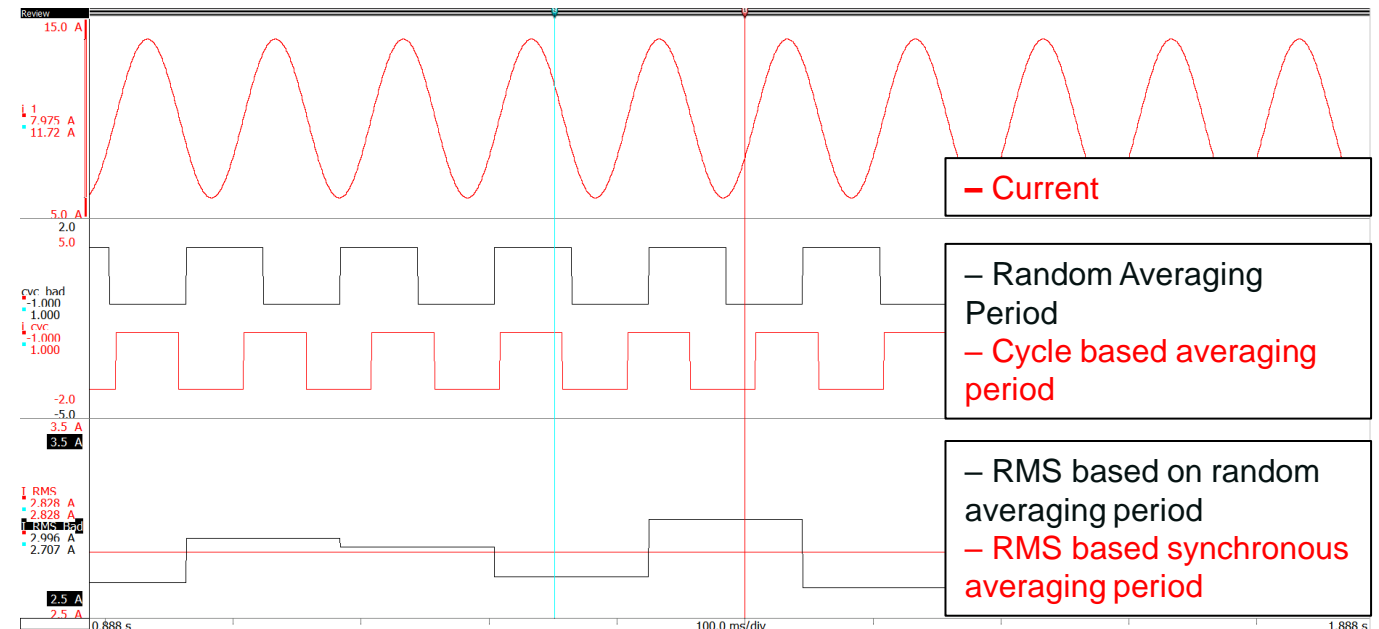 Review
15.0 A
i_1
7.975 A
11.72 A
5.0 A
– Current
2.0
5.0
cyc_bad
-1.000
1.000
i_cyc
-1.000
1.000
-2.0
-5.0
– Random Averaging
Period
– Cycle based averaging
period
3.5 A
3.5 A
I_RMS
2.828 A
2.828 A
I_RMS_Bad
2.996 A
2.707 A
2.5 A
2.5 A
– RMS based on random
averaging period
– RMS based synchronous
averaging period
0.888 s
100.0 ms/div
1.888 s